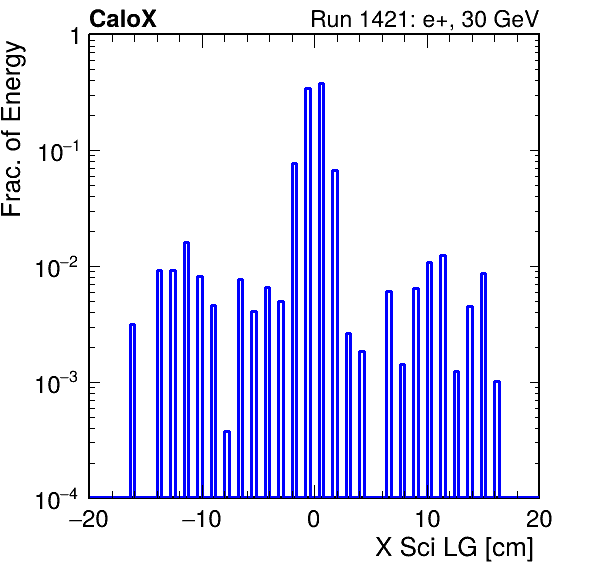 CaloX Run 1421: e+, 30 GeV
Frac. of Energy
1
10⁻¹
10⁻²
10⁻³
10⁻⁴
−20 −10 0 10 20
X Sci LG [cm]